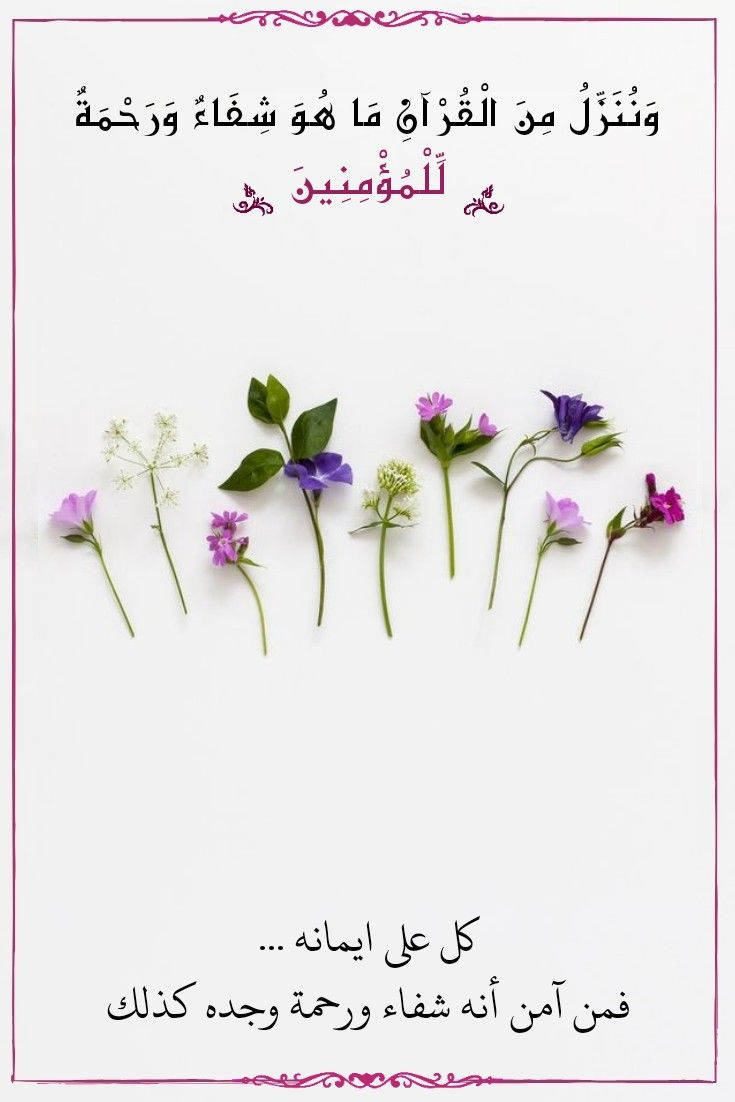 وَنُنَزِّلُ مِنَ الْقُرْآنِ مَا هُوَ شِفَاءٌ وَرَحْمَةٌ
لِّلْمُؤْمِنِينَ
كل على ايمانه ...
فمن آمن أنه شفاء ورحمة وجده كذلك